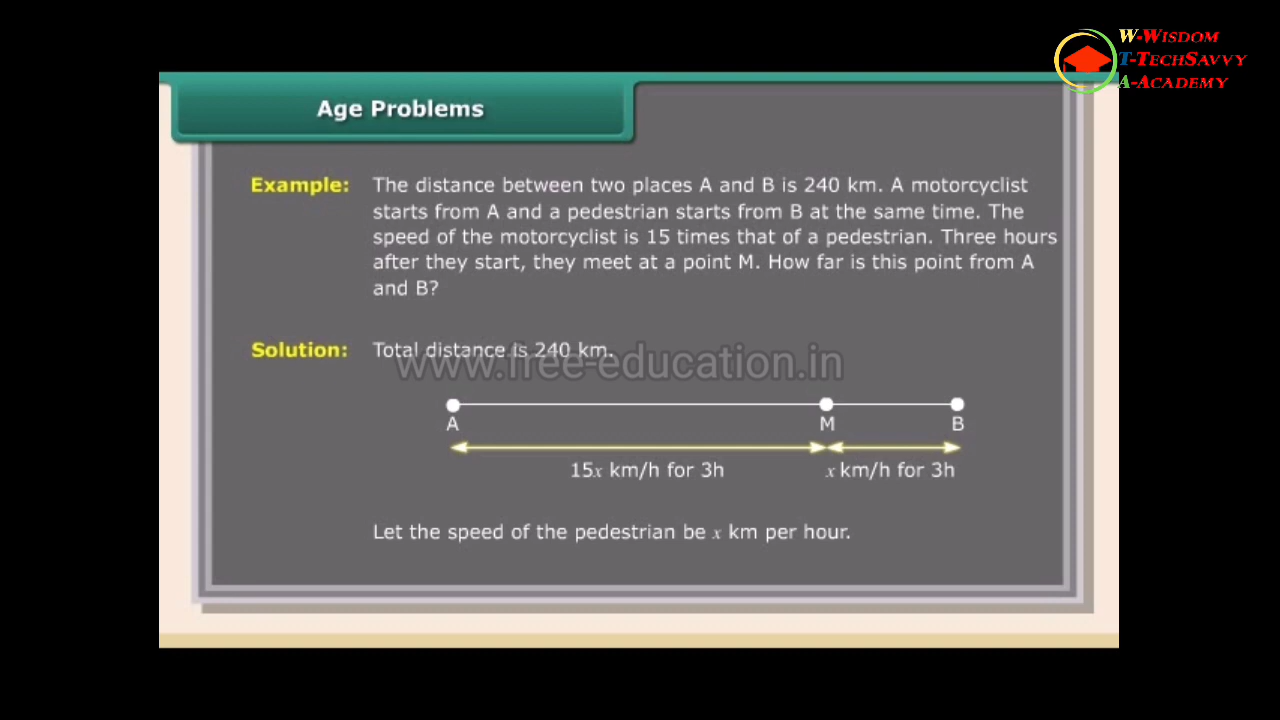 W-Wisdom
T-TechSavvy
A-Academy
Age Problems
Example: The distance between two places A and B is 240 km. A motorcyclist
starts from A and a pedestrian starts from B at the same time. The
speed of the motorcyclist is 15 times that of a pedestrian. Three hours
after they start, they meet at a point M. How far is this point from A
and B?
Solution: Total distance is 240 km.
www.free-education.in
A M B
15x km/h for 3h x km/h for 3h
Let the speed of the pedestrian be x km per hour.